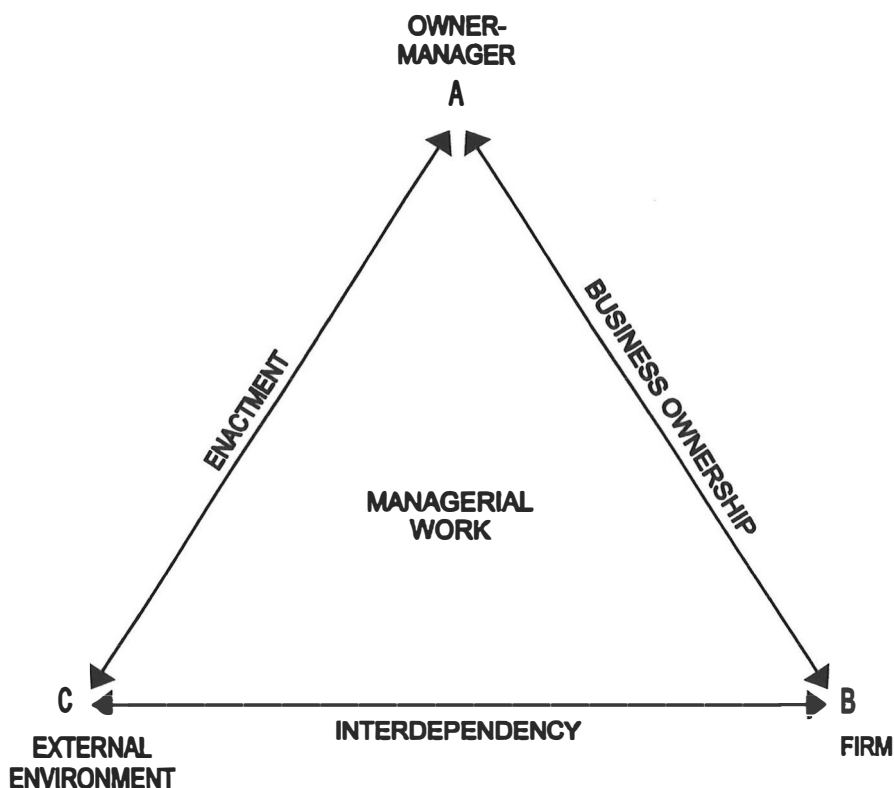 OWNER-
MANAGER
A
ENACTMENT
BUSINESS OWNERSHIP
MANAGERIAL
WORK
C
B
INTERDEPENDENCY
EXTERNAL
ENVIRONMENT
FIRM